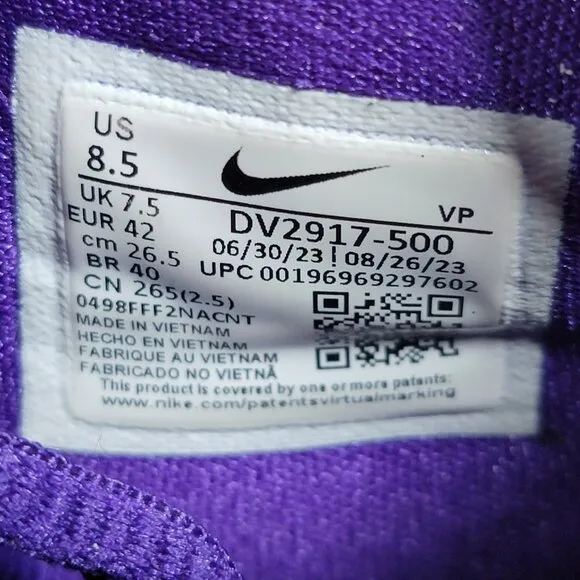 US
8.5
UK 7.5
EUR 42
cm 26.5
BR 40
CN 265(2.5)
VP
DV2917-500
06/30/23 | 08/26/23
UPC 00196969297602
0498FFF2NACNT
MADE IN VIETNAM
HECHO EN VIETNAM
FABRIQUE AU VIETNAM
FABRICADO NO VIETNÃ
This product is covered by one or more patents:
www.nike.com/patentsvirtualmarking